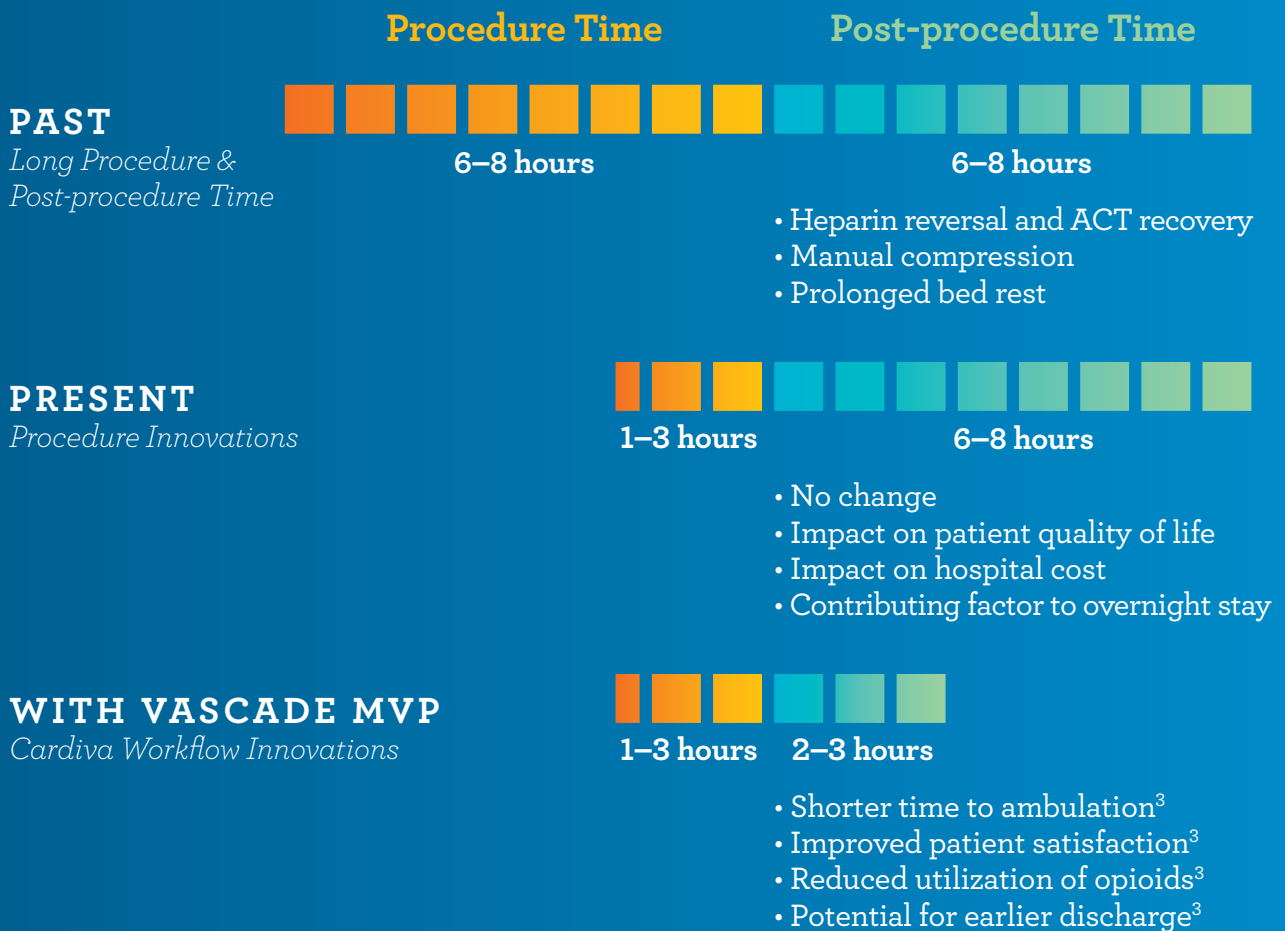 Procedure Time
Post-procedure Time
PAST
Long Procedure &
Post-procedure Time
6–8 hours
6–8 hours
• Heparin reversal and ACT recovery
• Manual compression
• Prolonged bed rest
PRESENT
Procedure Innovations
1–3 hours
6–8 hours
• No change
• Impact on patient quality of life
• Impact on hospital cost
• Contributing factor to overnight stay
WITH VASCADE MVP
Cardiva Workflow Innovations
1–3 hours
2–3 hours
• Shorter time to ambulation³
• Improved patient satisfaction³
• Reduced utilization of opioids³
• Potential for earlier discharge³